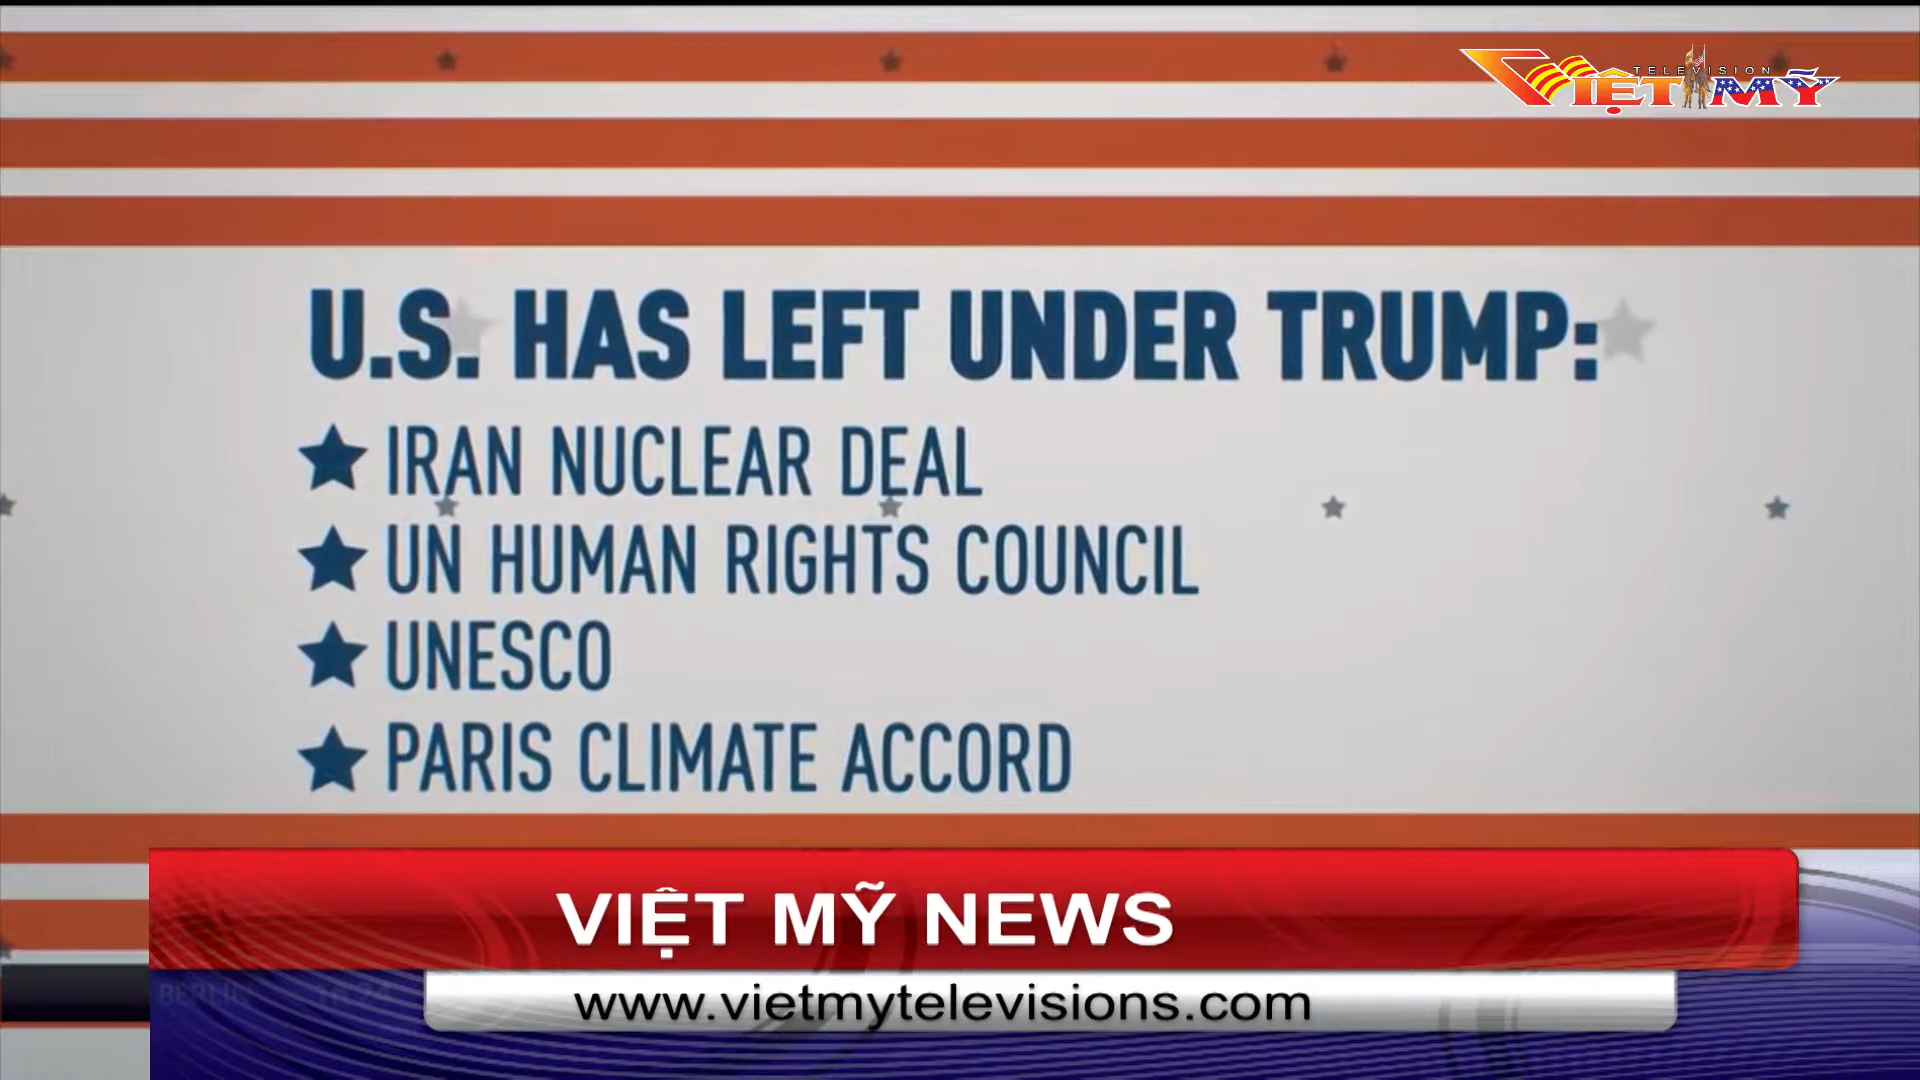 TELEVISION
VIỆT MỸ
U.S. HAS LEFT UNDER TRUMP:
IRAN NUCLEAR DEAL
UN HUMAN RIGHTS COUNCIL
UNESCO
PARIS CLIMATE ACCORD
VIỆT MỸ NEWS
www.vietmytelevisions.com
BERLIN